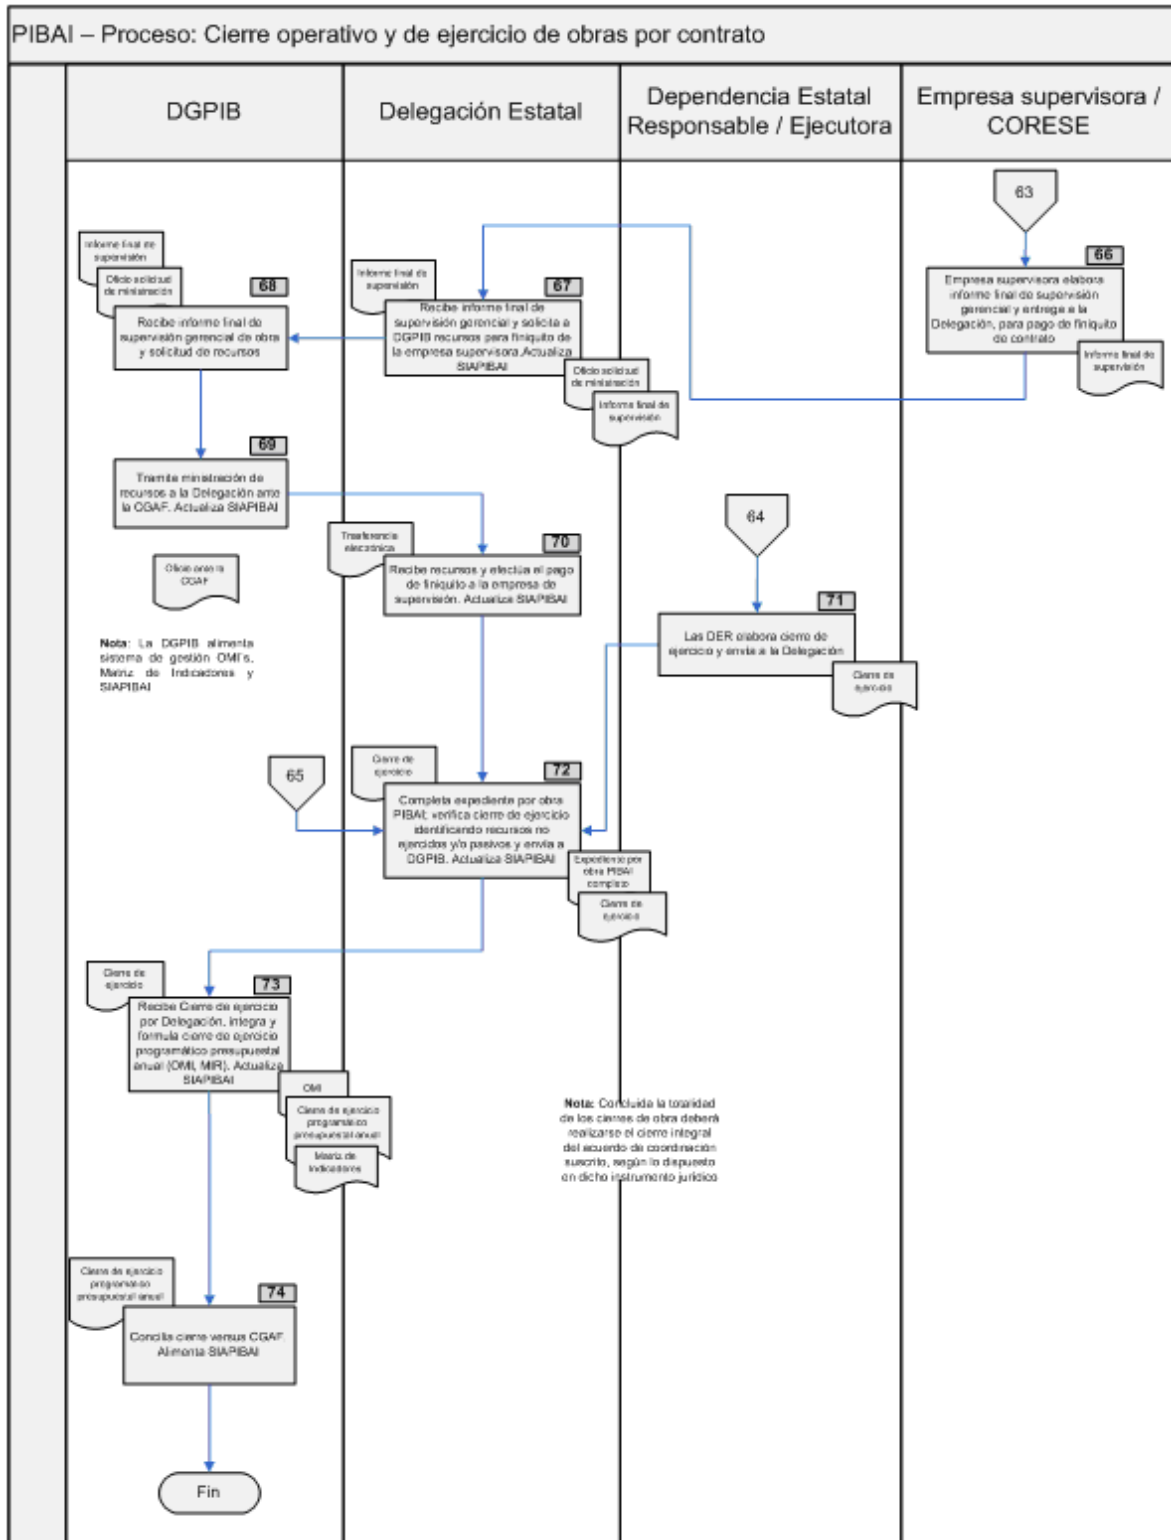 PIBAI – Proceso: Cierre operativo y de ejercicio de obras por contrato
DGPIB
Delegación Estatal
Dependencia Estatal
Responsable / Ejecutora
Empresa supervisora /
CORESE
63
66
Empresa supervisora elabora
informe final de supervisión
gerencial y entrega a la
Delegación, para pago de finiquito
de contrato
Informe final de
supervisión
Informe final de
supervisión
67
Recibe informe final de
supervisión gerencial y solicita a
DGPIB recursos para finiquito de
la empresa supervisora.Actualiza
SIAPIBAI
Oficio solicitud
de ministración
Informe final de
supervisión
Informe final de
supervisión
Oficio solicitud
de ministración
68
Recibe informe final de
supervisión gerencial de obra
y solicitud de recursos
69
Tramita ministración de
recursos a la Delegación ante
la CGAF. Actualiza SIAPIBAI
Oficio ante la
CGAF
Nota: La DGPIB alimenta
sistema de gestión OMI's,
Matriz de Indicadores y
SIAPIBAI
electrónica
70
Recibe recursos y efectúa el pago
de finiquito a la empresa de
supervisión. Actualiza SIAPIBAI
64
71
Las DER elabora cierre de
ejercicio y envía a la Delegación
Cierre de
ejercicio
65
Cierre de
ejercicio
72
Completa expediente por obra
PIBAI; verifica cierre de ejercicio
identificando recursos no
ejercidos y/o pasivos y envía a
DGPIB. Actualiza SIAPIBAI
Expediente por
obra PIBAI
completo
Cierre de
ejercicio
Cierre de
ejercicio
73
Recibe Cierre de ejercicio
por Delegación, integra y
formula cierre de ejercicio
programático presupuestal
anual (OMI, MIR). Actualiza
SIAPIBAI
OMI
Cierre de ejercicio
programático
presupuestal anual
Matriz de
Indicadores
Nota: Concluida la totalidad
de los cierres de obra deberá
realizarse el cierre integral
del acuerdo de coordinación
suscrito, según lo dispuesto
en dicho instrumento jurídico
Cierre de ejercicio
programático
presupuestal anual
74
Concilia cierre versus CGAF.
Alimenta SIAPIBAI
Fin